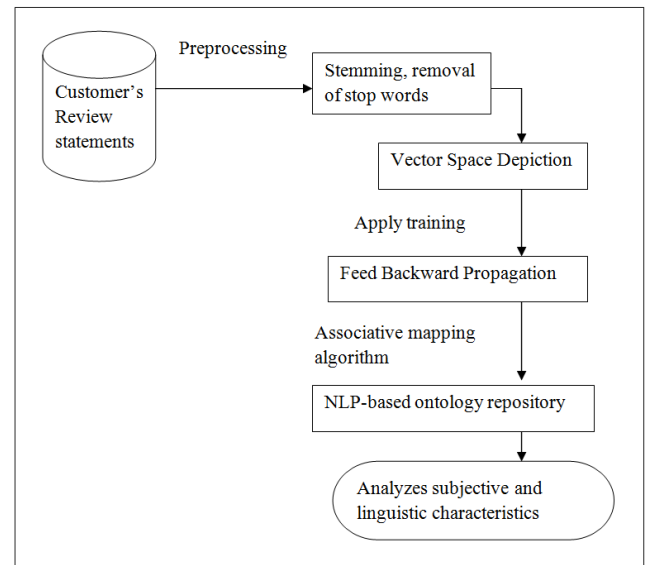 Preprocessing
Customer's
Review
statements
Stemming, removal
of stop words
Vector Space Depiction
Apply training
Feed Backward Propagation
Associative mapping
algorithm
NLP-based ontology repository
Analyzes subjective and
linguistic characteristics